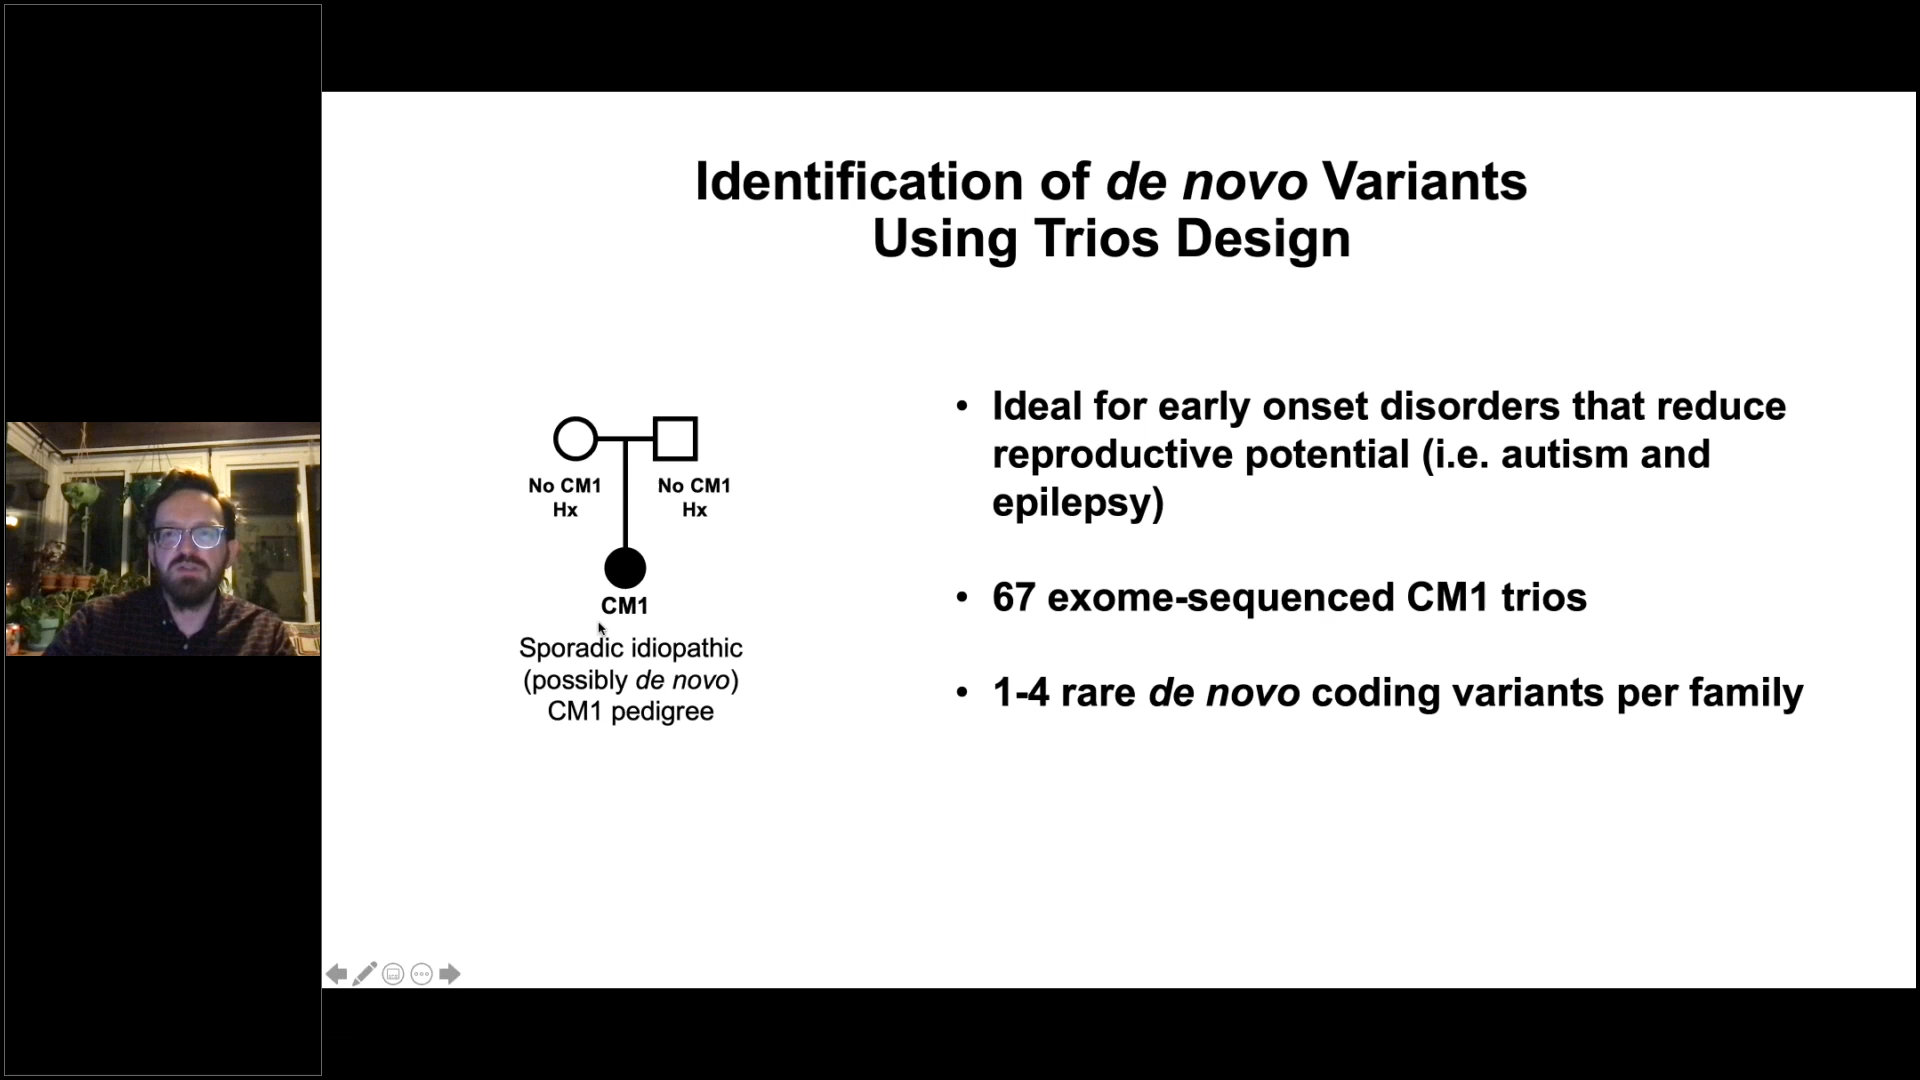 Identification of de novo Variants
Using Trios Design
No CM1
Hx
No CM1
Hx
CM1
Sporadic idiopathic
(possibly de novo)
CM1 pedigree
• Ideal for early onset disorders that reduce
reproductive potential (i.e. autism and
epilepsy)
• 67 exome-sequenced CM1 trios
• 1-4 rare de novo coding variants per family